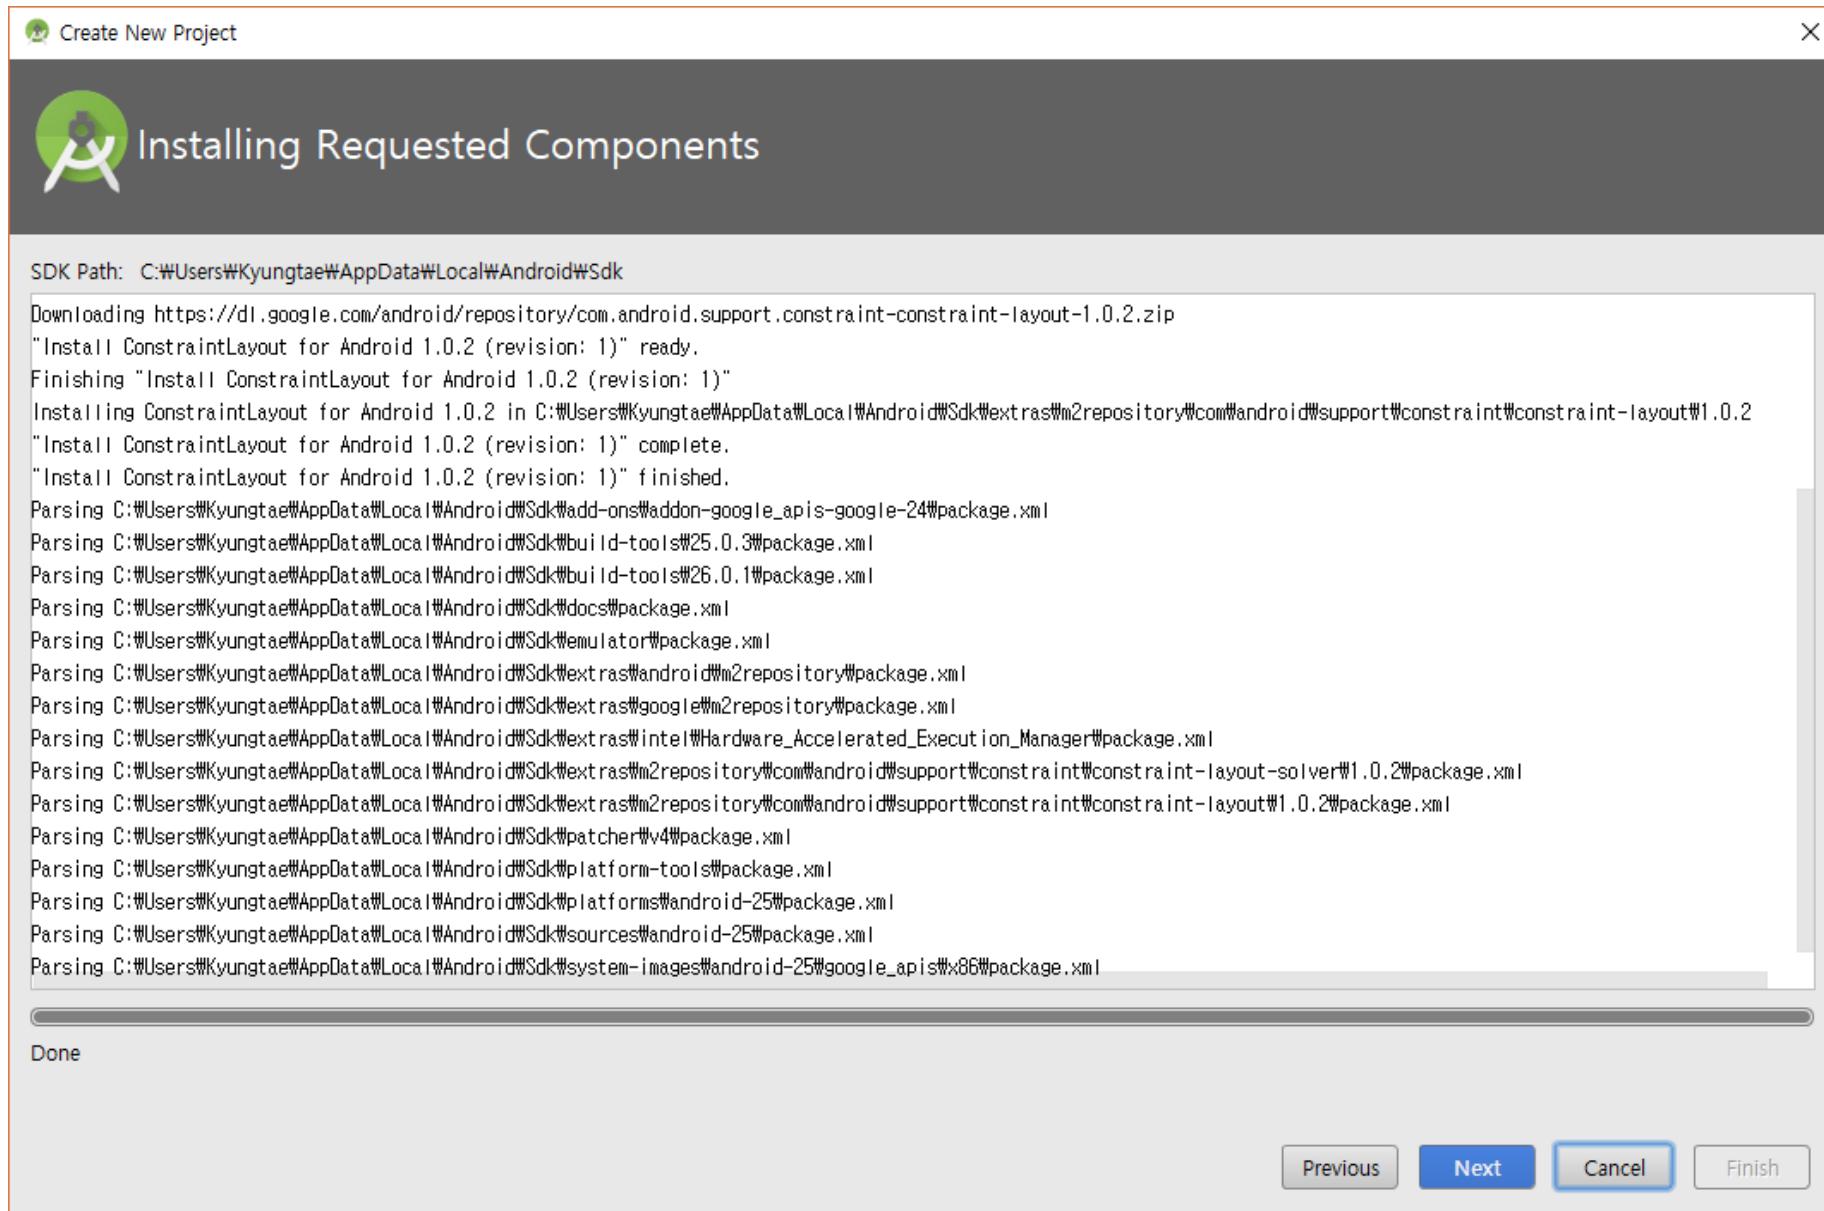 Create New Project
Installing Requested Components
SDK Path: C:₩Users₩Kyungtae₩AppData₩Local₩Android₩Sdk
Downloading https://dl.google.com/android/repository/com.android.support.constraint-constraint-layout-1.0.2.zip
"Install ConstraintLayout for Android 1.0.2 (revision: 1)" ready.
Finishing "Install ConstraintLayout for Android 1.0.2 (revision: 1)"
Installing ConstraintLayout for Android 1.0.2 in C:₩Users₩Kyungtae₩AppData₩Local₩Android₩Sdk₩extras₩m2repository₩com₩android₩support₩constraint₩constraint-layout₩1.0.2
"Install ConstraintLayout for Android 1.0.2 (revision: 1)" complete.
"Install ConstraintLayout for Android 1.0.2 (revision: 1)" finished.
Parsing C:₩Users₩Kyungtae₩AppData₩Local₩Android₩Sdk₩add-ons₩addon-google_apis-google-24₩package.xml
Parsing C:₩Users₩Kyungtae₩AppData₩Local₩Android₩Sdk₩build-tools₩25.0.3₩package.xml
Parsing C:₩Users₩Kyungtae₩AppData₩Local₩Android₩Sdk₩build-tools₩26.0.1₩package.xml
Parsing C:₩Users₩Kyungtae₩AppData₩Local₩Android₩Sdk₩docs₩package.xml
Parsing C:₩Users₩Kyungtae₩AppData₩Local₩Android₩Sdk₩emulator₩package.xml
Parsing C:₩Users₩Kyungtae₩AppData₩Local₩Android₩Sdk₩extras₩android₩m2repository₩package.xml
Parsing C:₩Users₩Kyungtae₩AppData₩Local₩Android₩Sdk₩extras₩google₩m2repository₩package.xml
Parsing C:₩Users₩Kyungtae₩AppData₩Local₩Android₩Sdk₩extras₩intel₩Hardware_Accelerated_Execution_Manager₩package.xml
Parsing C:₩Users₩Kyungtae₩AppData₩Local₩Android₩Sdk₩extras₩m2repository₩com₩android₩support₩constraint₩constraint-layout-solver₩1.0.2₩package.xml
Parsing C:₩Users₩Kyungtae₩AppData₩Local₩Android₩Sdk₩extras₩m2repository₩com₩android₩support₩constraint₩constraint-layout₩1.0.2₩package.xml
Parsing C:₩Users₩Kyungtae₩AppData₩Local₩Android₩Sdk₩patcher₩v4₩package.xml
Parsing C:₩Users₩Kyungtae₩AppData₩Local₩Android₩Sdk₩platform-tools₩package.xml
Parsing C:₩Users₩Kyungtae₩AppData₩Local₩Android₩Sdk₩platforms₩android-25₩package.xml
Parsing C:₩Users₩Kyungtae₩AppData₩Local₩Android₩Sdk₩sources₩android-25₩package.xml
Parsing C:₩Users₩Kyungtae₩AppData₩Local₩Android₩Sdk₩system-images₩android-25₩google_apis₩x86₩package.xml
Done
Previous Next Cancel Finish